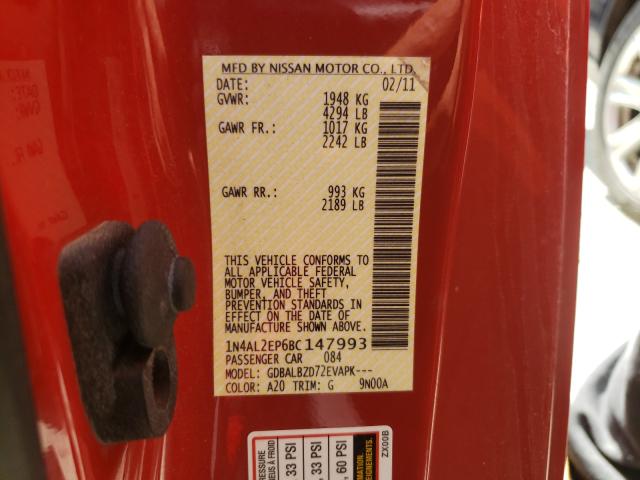 MFD BY NISSAN MOTOR CO., LTD.
DATE: 02/11
GVWR: 1948 KG
4294 LB
GAWR FR.: 1017 KG
2242 LB
GAWR RR.: 993 KG
2189 LB
THIS VEHICLE CONFORMS TO
ALL APPLICABLE FEDERAL
MOTOR VEHICLE SAFETY,
BUMPER, AND THEFT
PREVENTION STANDARDS IN
EFFECT ON THE DATE OF
MANUFACTURE SHOWN ABOVE.
1N4AL2EP6BC147993
PASSENGER CAR 084
MODEL: GDBALBZD72EVAPK---
COLOR: A20 TRIM: G 9N00A
PRESSURE
À FROID
33 PSI
33 PSI
60 PSI
ZX00B